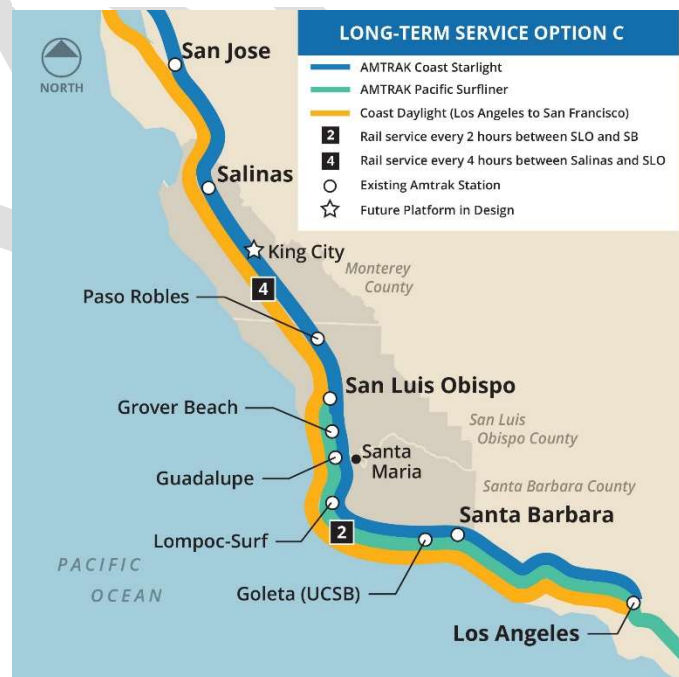 LONG-TERM SERVICE OPTION C
AMTRAK Coast Starlight
AMTRAK Pacific Surfliner
Coast Daylight (Los Angeles to San Francisco)
2 Rail service every 2 hours between SLO and SB
4 Rail service every 4 hours between Salinas and SLO
Existing Amtrak Station
Future Platform in Design
NORTH
San Jose
Salinas
King City
Monterey
County
4
Paso Robles
San Luis Obispo
Grover Beach
San Luis
Obispo County
Santa
Maria
Guadalupe
Santa Barbara County
Santa Barbara
Lompoc-Surf
2
PACIFIC
OCEAN
Goleta (UCSB)
Los Angeles